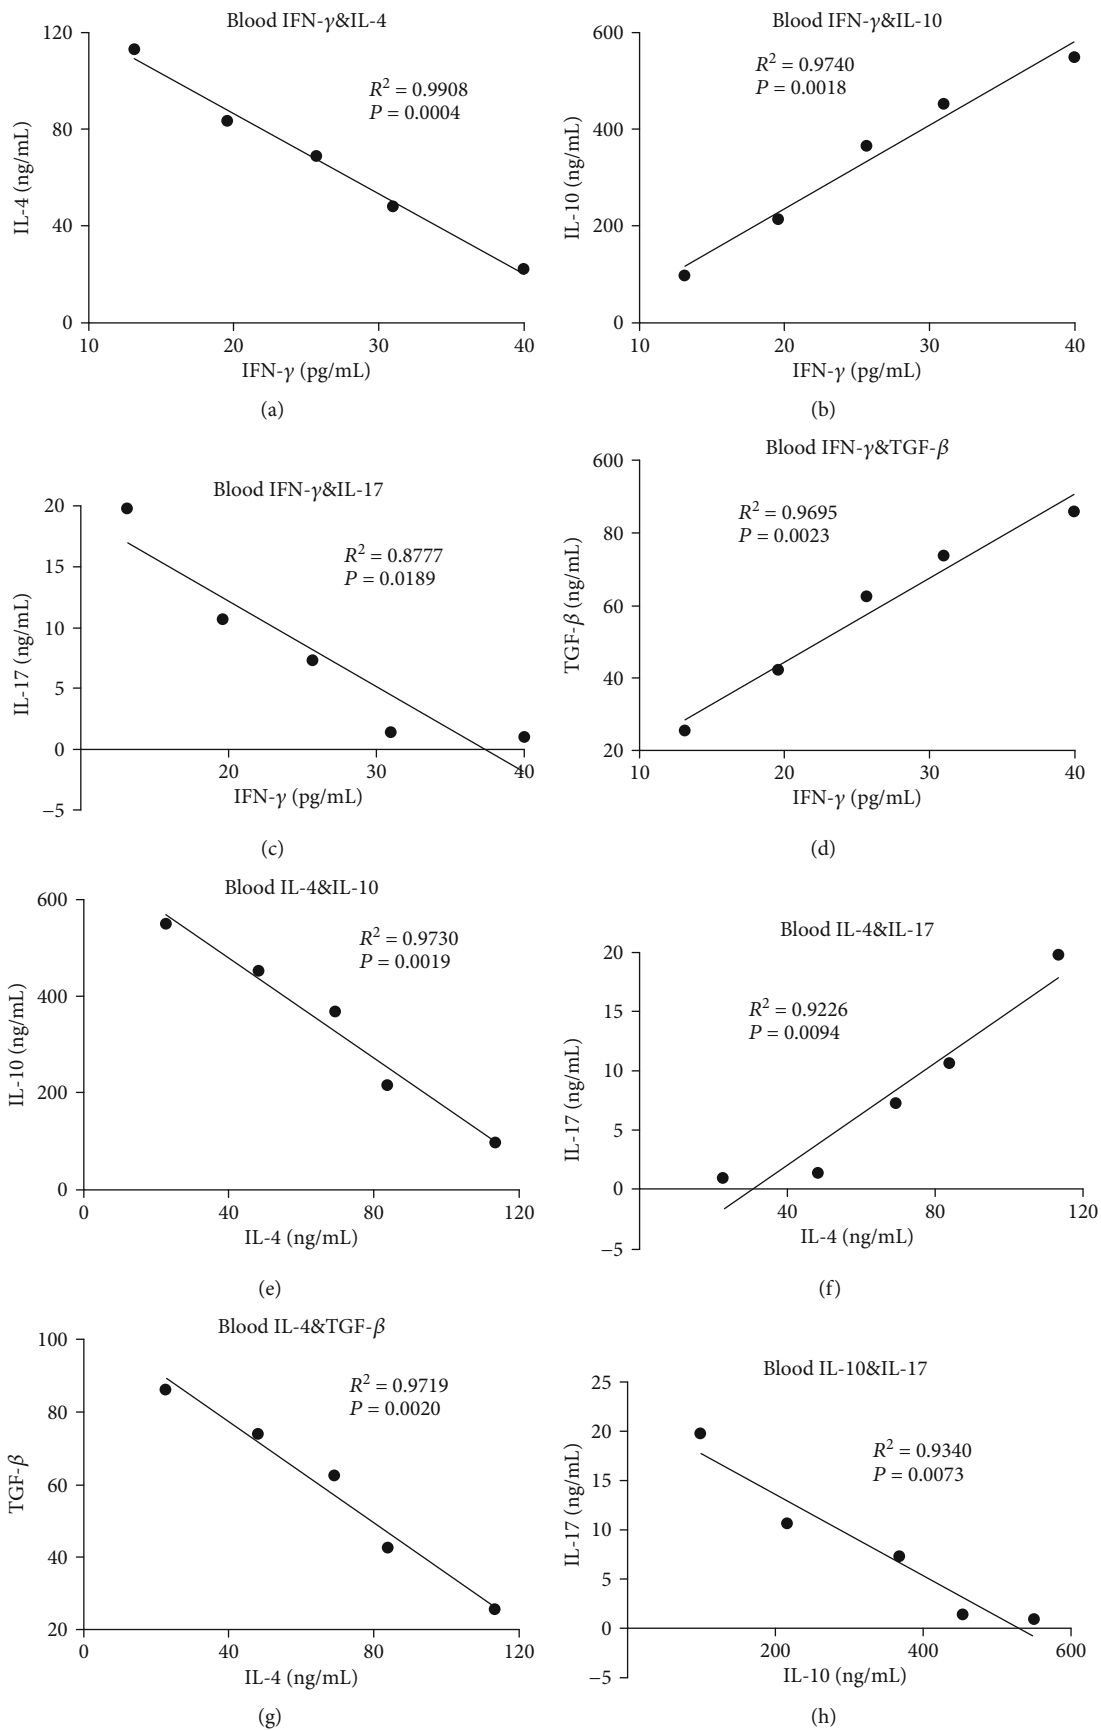 Blood IFN-γ&IL-4
120
80
40
0
IL-4 (ng/mL)
R² = 0.9908
P = 0.0004
10 20 30 40
IFN-γ (pg/mL)
(a)
Blood IFN-γ&IL-10
600
400
200
0
IL-10 (ng/mL)
R² = 0.9740
P = 0.0018
10 20 30 40
IFN-γ (pg/mL)
(b)
Blood IFN-γ&IL-17
20
15
10
5
0
−5
IL-17 (ng/mL)
R² = 0.8777
P = 0.0189
20 30 40
IFN-γ (pg/mL)
(c)
Blood IFN-γ&TGF-β
600
80
60
40
20
TGF-β (ng/mL)
R² = 0.9695
P = 0.0023
10 20 30 40
IFN-γ (pg/mL)
(d)
Blood IL-4&IL-10
600
400
200
0
IL-10 (ng/mL)
R² = 0.9730
P = 0.0019
0 40 80 120
IL-4 (ng/mL)
(e)
Blood IL-4&IL-17
20
15
10
5
0
−5
IL-17 (ng/mL)
R² = 0.9226
P = 0.0094
40 80 120
IL-4 (ng/mL)
(f)
Blood IL-4&TGF-β
100
80
60
40
20
TGF-β
R² = 0.9719
P = 0.0020
0 40 80 120
IL-4 (ng/mL)
(g)
Blood IL-10&IL-17
25
20
15
10
5
0
−5
IL-17 (ng/mL)
R² = 0.9340
P = 0.0073
200 400 600
IL-10 (ng/mL)
(h)